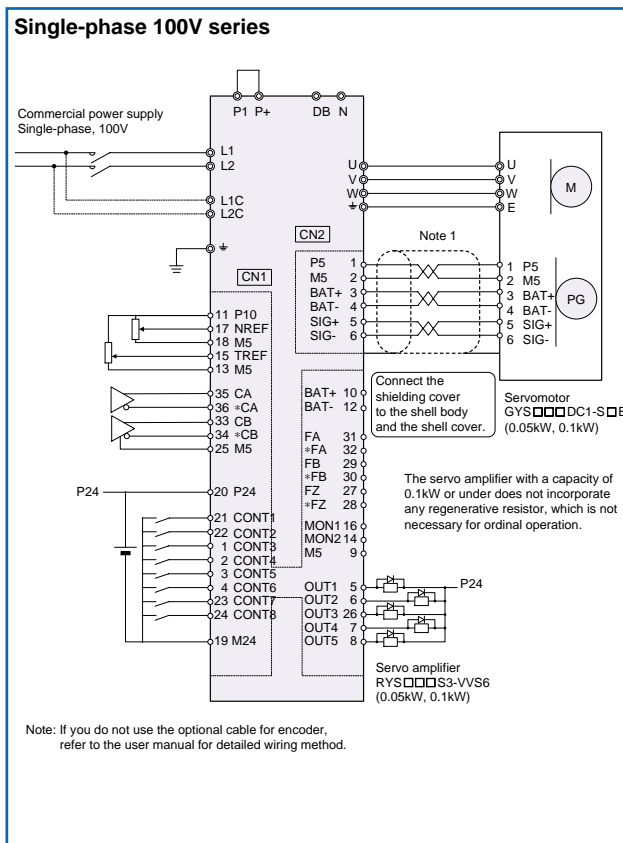 Single-phase 100V series
P1 P+ DB N
Commercial power supply
Single-phase, 100V
L1
L2
L1C
L2C
U
V
W
U
V
W
E
M
CN2
Note 1
CN1
P5 1
M5 2
BAT+ 3
BAT- 4
SIG+ 5
SIG- 6
1 P5
2 M5
3 BAT+
4 BAT-
5 SIG+
6 SIG-
PG
11 P10
17 NREF
18 M5
15 TREF
13 M5
35 CA
36 *CA
33 CB
34 *CB
25 M5
P24
20 P24
21 CONT1
22 CONT2
1 CONT3
2 CONT4
3 CONT5
4 CONT6
23 CONT7
24 CONT8
19 M24
BAT+ 10
BAT- 12
FA 31
*FA 32
FB 29
*FB 30
FZ 27
*FZ 28
MON1 16
MON2 14
M5 9
OUT1 5
OUT2 6
OUT3 26
OUT4 7
OUT5 8
P24
Connect the
shielding cover
to the shell body
and the shell cover.
Servomotor
GYS□□□DC1-S□B
(0.05kW, 0.1kW)
The servo amplifier with a capacity of
0.1kW or under does not incorporate
any regenerative resistor, which is not
necessary for ordinal operation.
Servo amplifier
RYS□□□S3-VVS6
(0.05kW, 0.1kW)
Note: If you do not use the optional cable for encoder,
refer to the user manual for detailed wiring method.